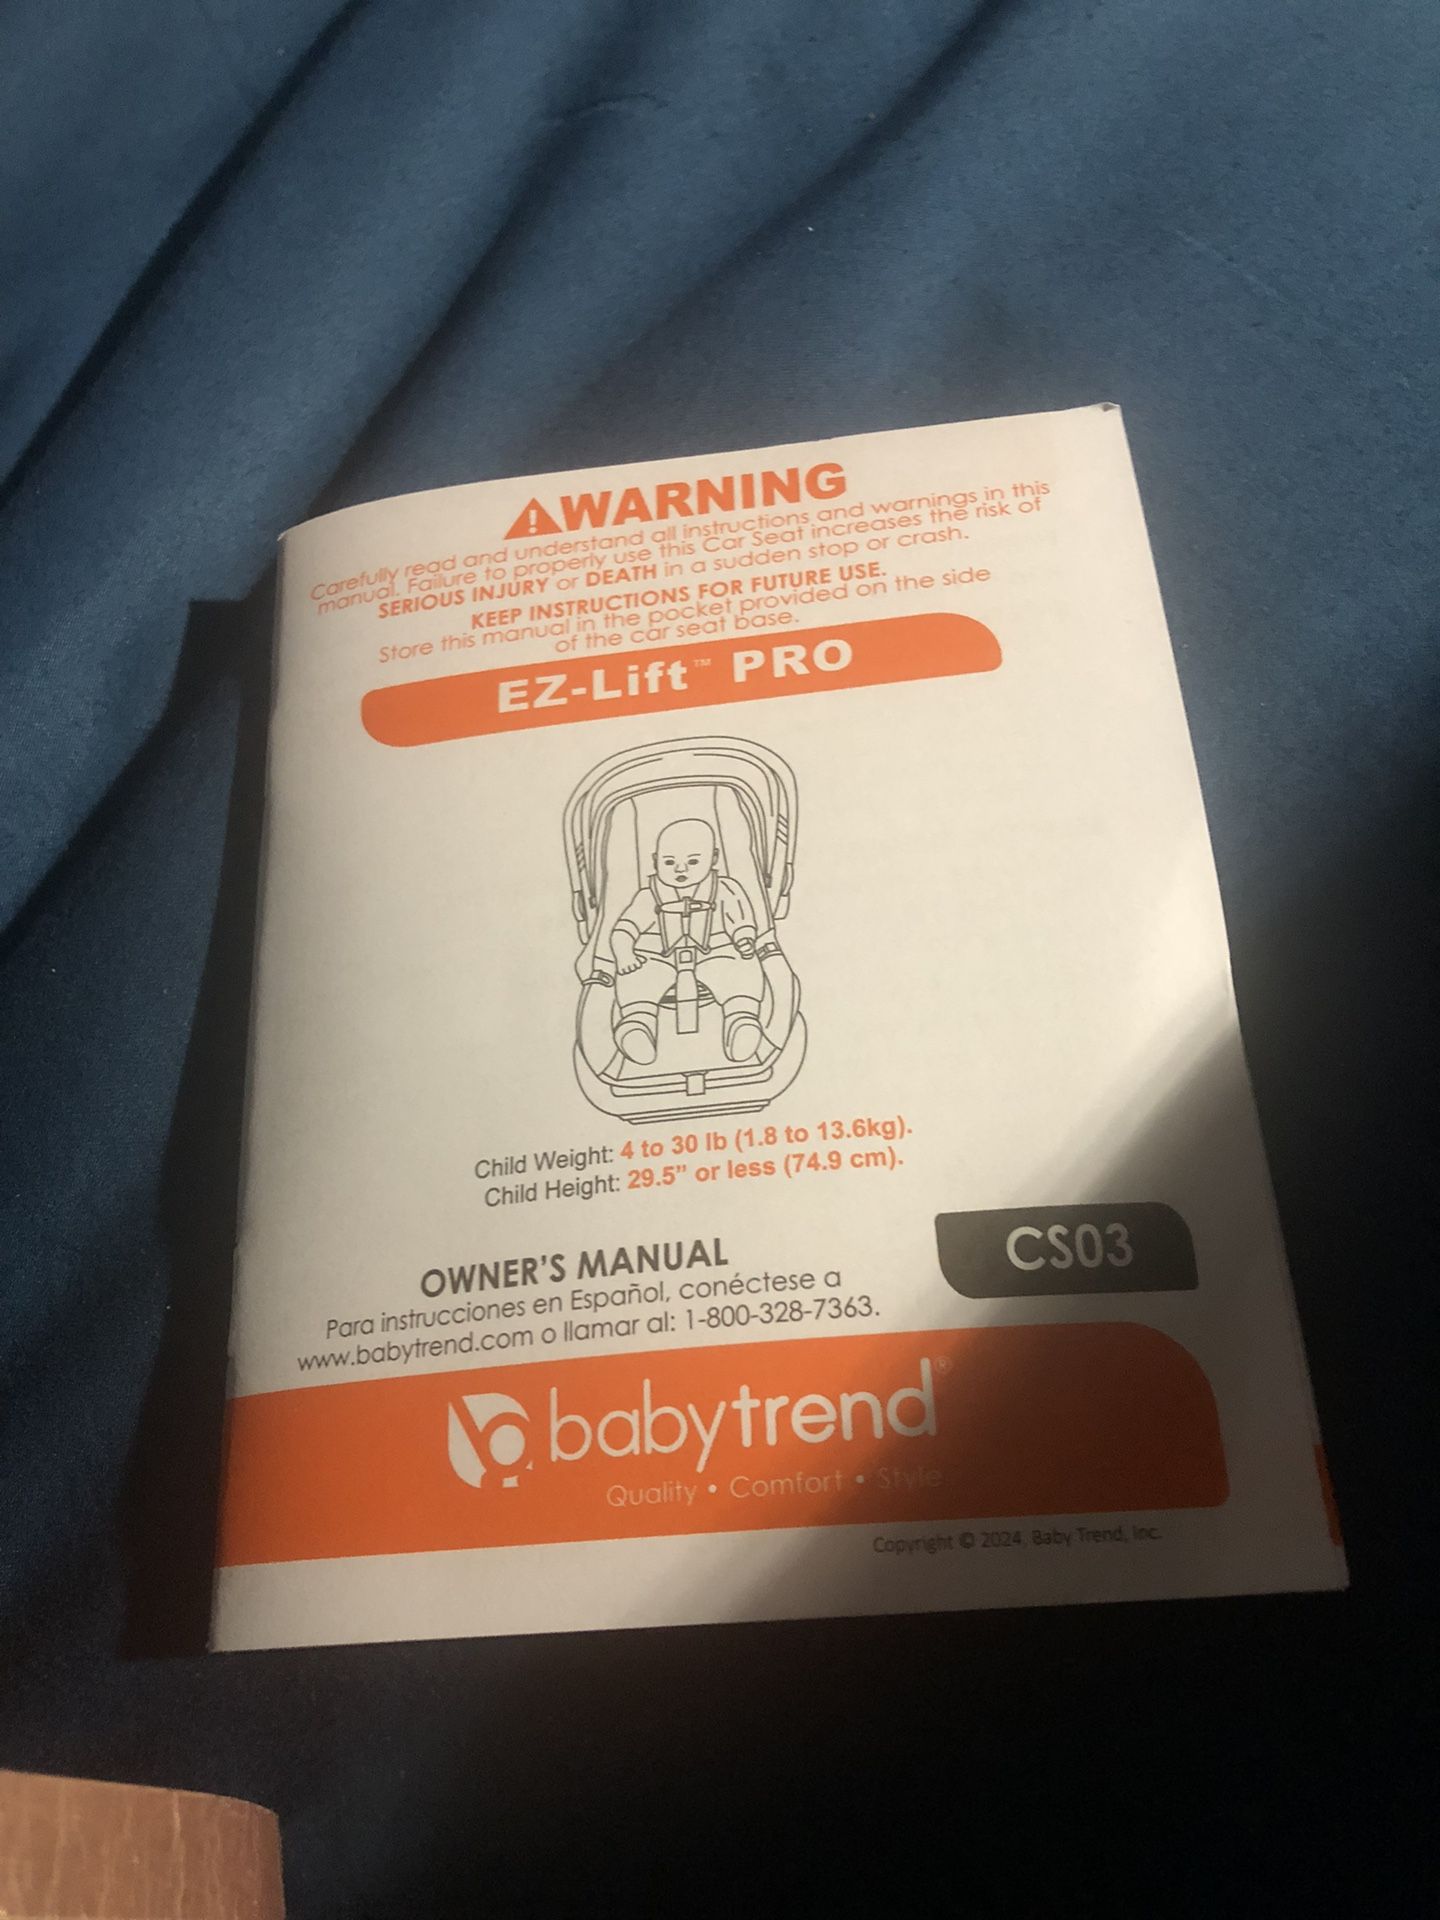 ⚠WARNING
Carefully read and understand all instructions and warnings in this
manual. Failure to properly use this Car Seat increases the risk of
SERIOUS INJURY or DEATH in a sudden stop or crash.
KEEP INSTRUCTIONS FOR FUTURE USE.
Store this manual in the pocket provided on the side
of the car seat base.
EZ-Lift™ PRO
Child Weight: 4 to 30 lb (1.8 to 13.6kg).
Child Height: 29.5” or less (74.9 cm).
CS03
OWNER'S MANUAL
Para instrucciones en Español, conéctese a
www.babytrend.com o llamar al: 1-800-328-7363.
babytrend®
Quality • Comfort • Style
Copyright © 2024, Baby Trend, Inc.